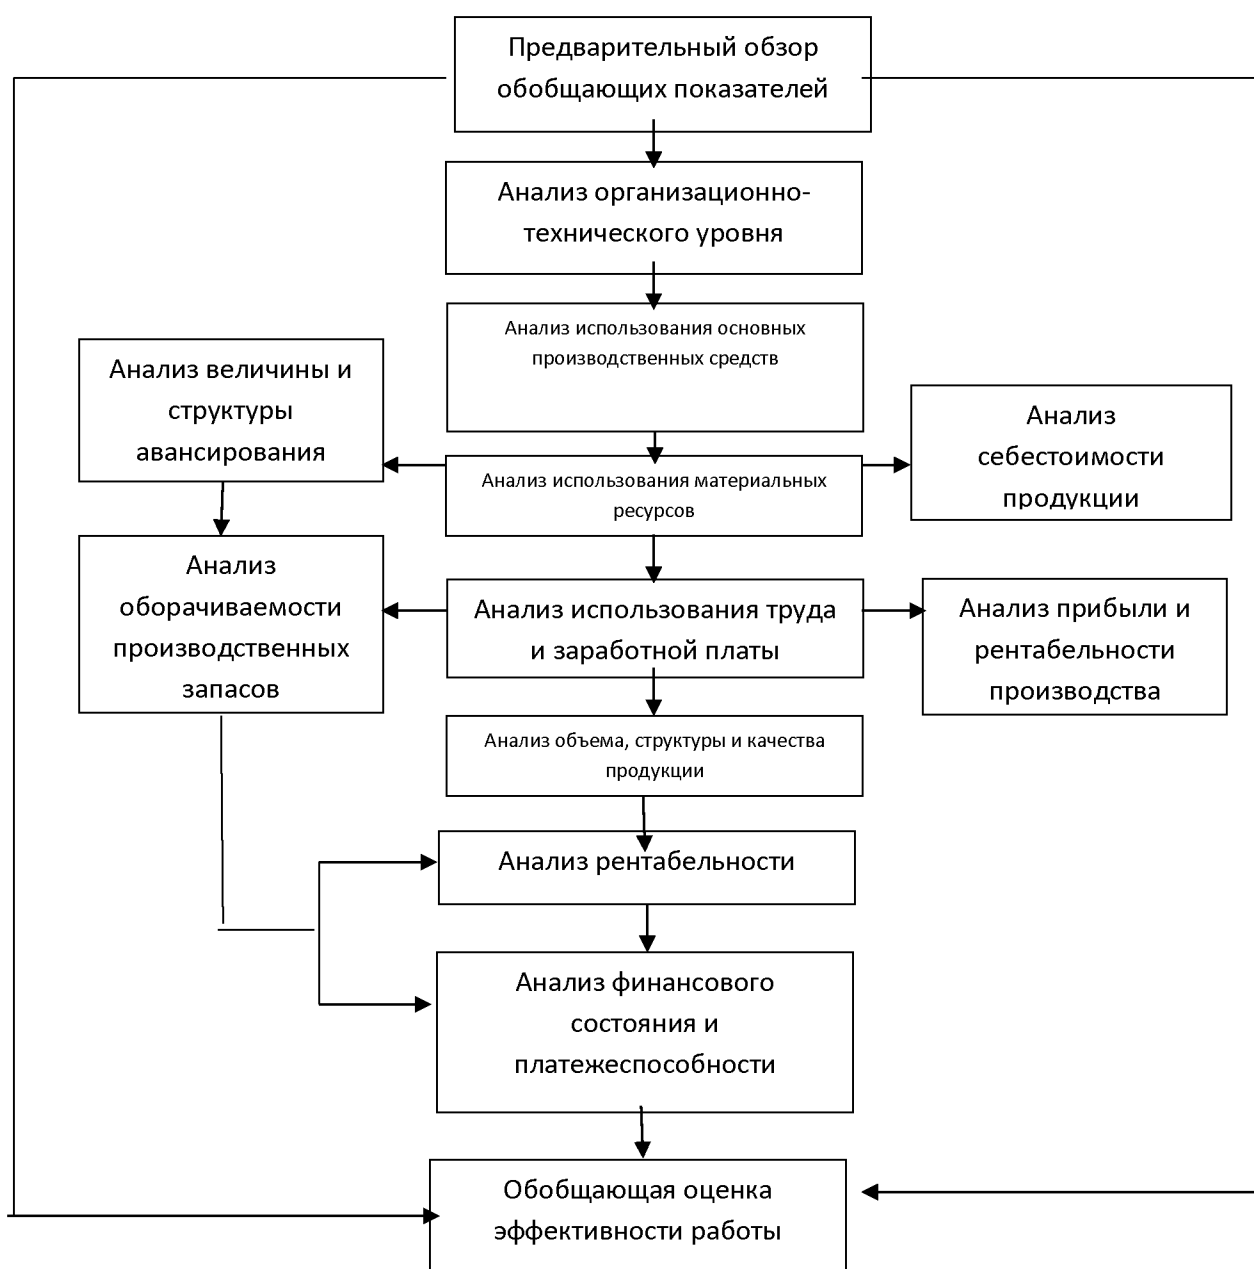 Предварительный обзор
обобщающих показателей
Анализ организационно-
технического уровня
Анализ использования основных
производственных средств
Анализ величины и
структуры
авансирования
Анализ
себестоимости
продукции
Анализ использования материальных
ресурсов
Анализ
оборачиваемости
производственных
запасов
Анализ использования труда
и заработной платы
Анализ прибыли и
рентабельности
производства
Анализ объема, структуры и качества
продукции
Анализ рентабельности
Анализ финансового
состояния и
платежеспособности
Обобщающая оценка
эффективности работы